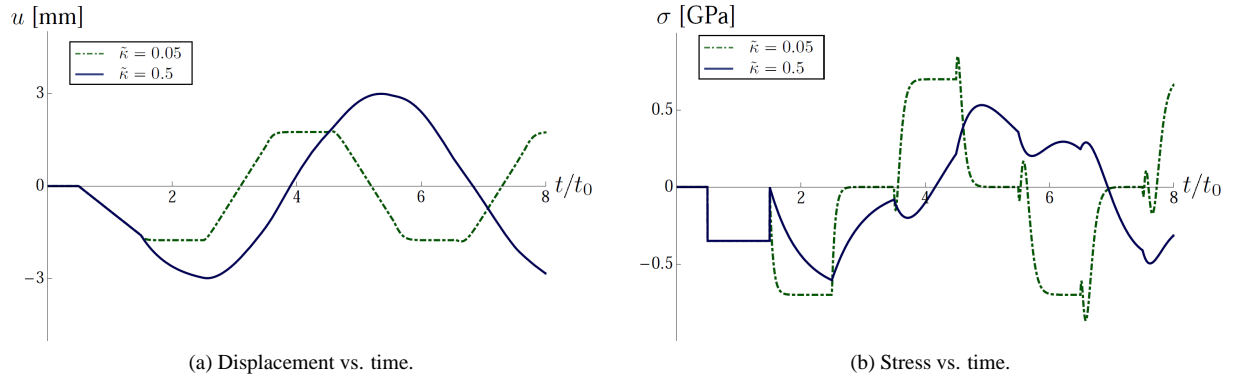 u [mm]
κ̃ = 0.05
κ̃ = 0.5
3
0
−3
2
4
6
8
t/t₀
(a) Displacement vs. time.
σ [GPa]
κ̃ = 0.05
κ̃ = 0.5
0.5
0
−0.5
2
4
6
8
t/t₀
(b) Stress vs. time.